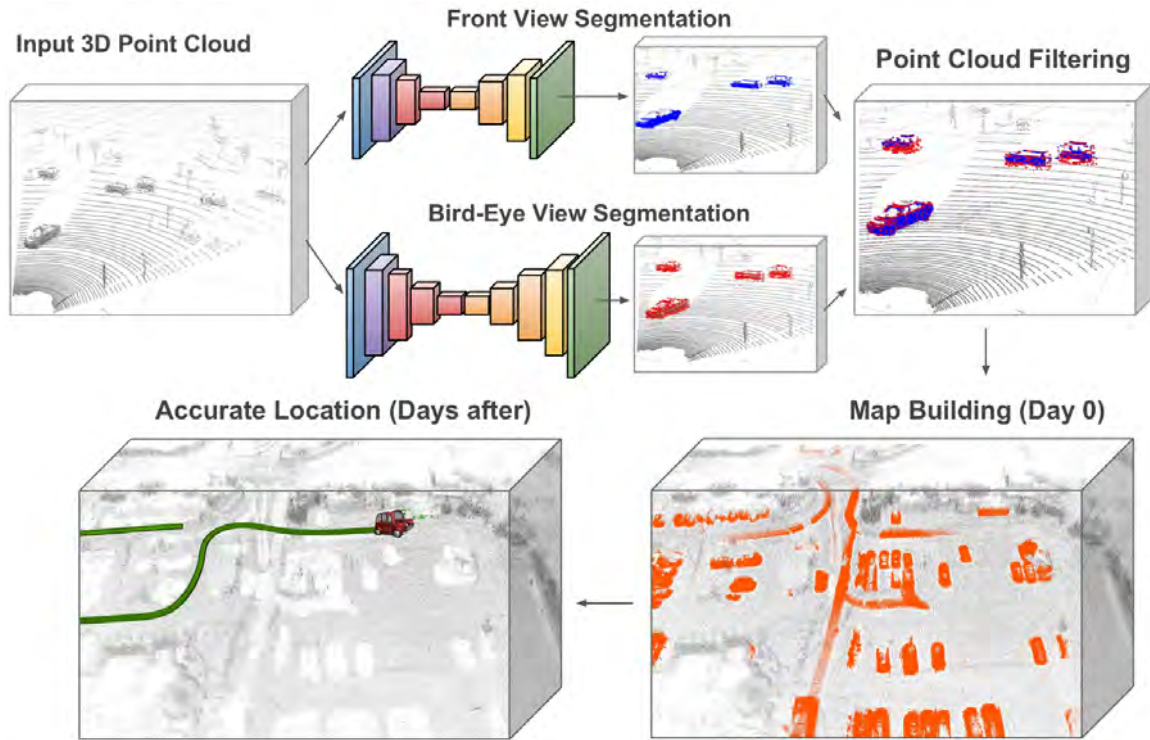 Front View Segmentation
Input 3D Point Cloud
Point Cloud Filtering
Bird-Eye View Segmentation
Accurate Location (Days after)
Map Building (Day 0)